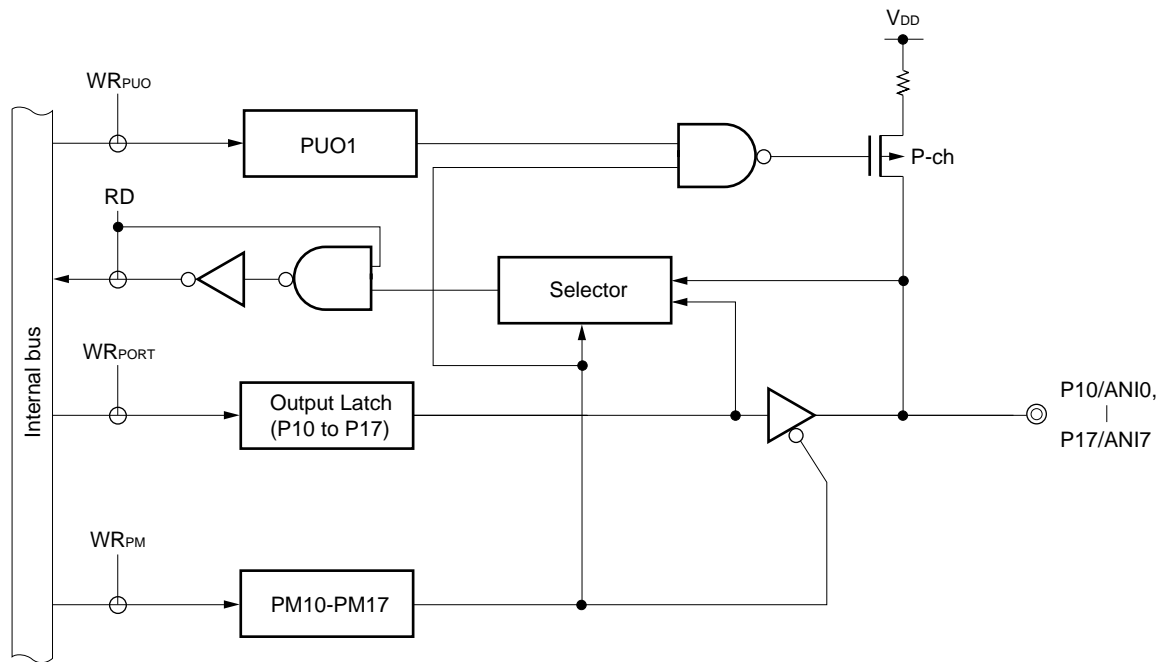 VDD
WRPUO
PUO1
P-ch
RD
Selector
WRPORT
Internal bus
Output Latch
(P10 to P17)
P10/ANI0,
P17/ANI7
WRPM
PM10-PM17